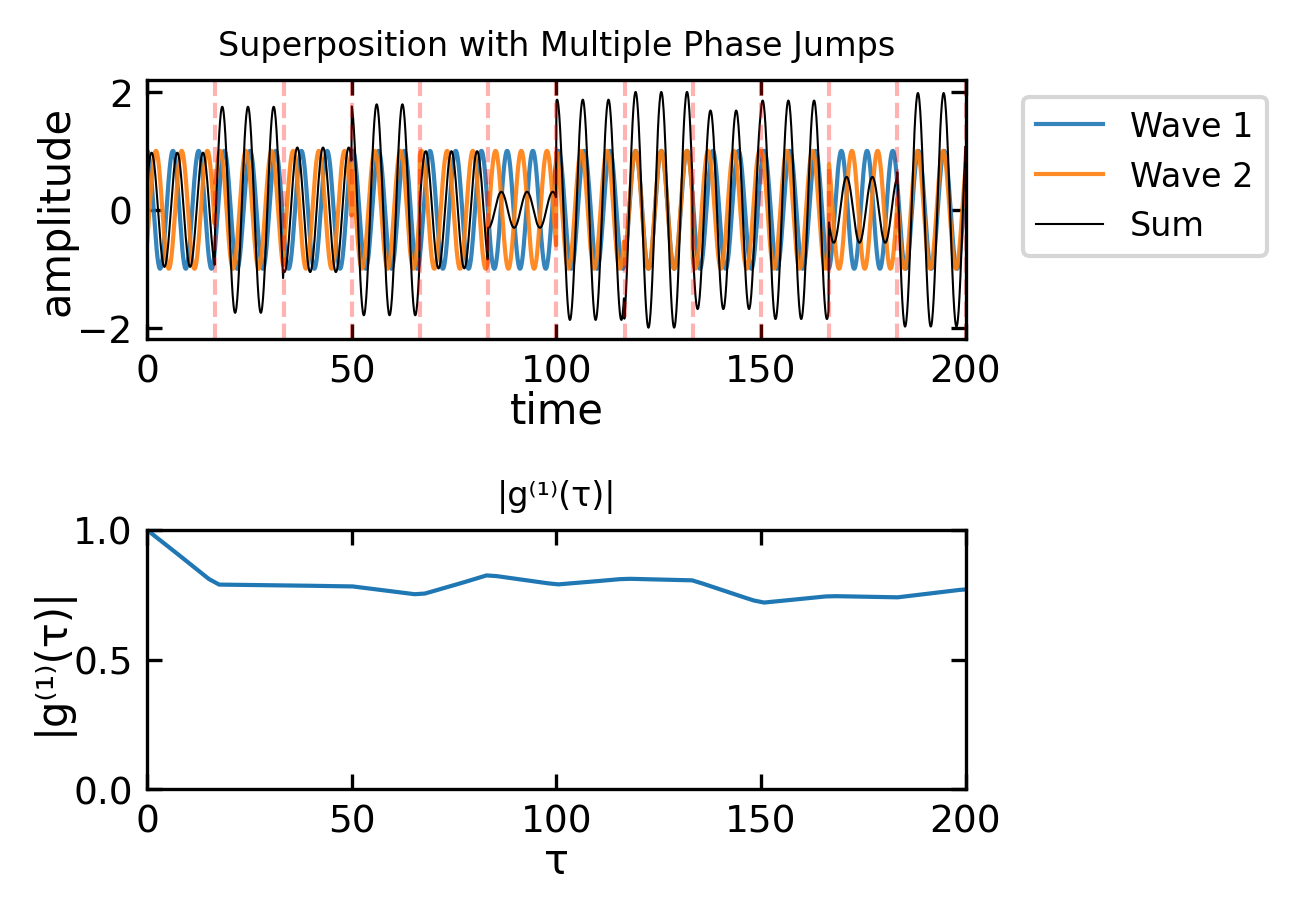 Superposition with Multiple Phase Jumps
amplitude
2
0
−2
0 50 100 150 200
time
Wave 1
Wave 2
Sum
|g⁽¹⁾(τ)|
|g⁽¹⁾(τ)|
1.0
0.5
0.0
0 50 100 150 200
τ